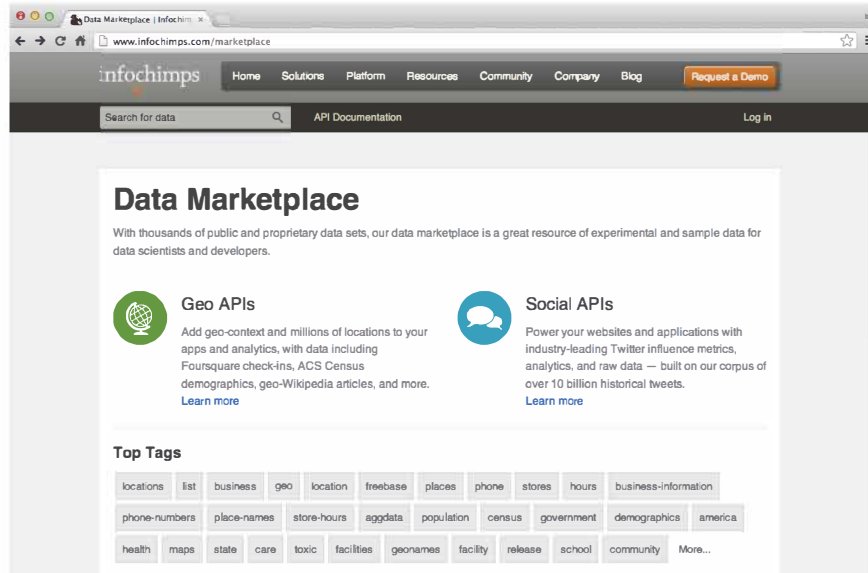 Data Marketplace | Infochim
www.infochimps.com/marketplace
infochimps
Home Solutions Platform Resources Community Company Blog Request a Demo
Search for data API Documentation Log in
Data Marketplace
With thousands of public and proprietary data sets, our data marketplace is a great resource of experimental and sample data for
data scientists and developers.
Geo APIs
Add geo-context and millions of locations to your
apps and analytics, with data including
Foursquare check-ins, ACS Census
demographics, geo-Wikipedia articles, and more.
Learn more
Social APIs
Power your websites and applications with
industry-leading Twitter influence metrics,
analytics, and raw data — built on our corpus of
over 10 billion historical tweets.
Learn more
Top Tags
locations list business geo location freebase places phone stores hours business-information
phone-numbers place-names store-hours aggdata population census government demographics america
health maps state care toxic facilities geonames facility release school community More...